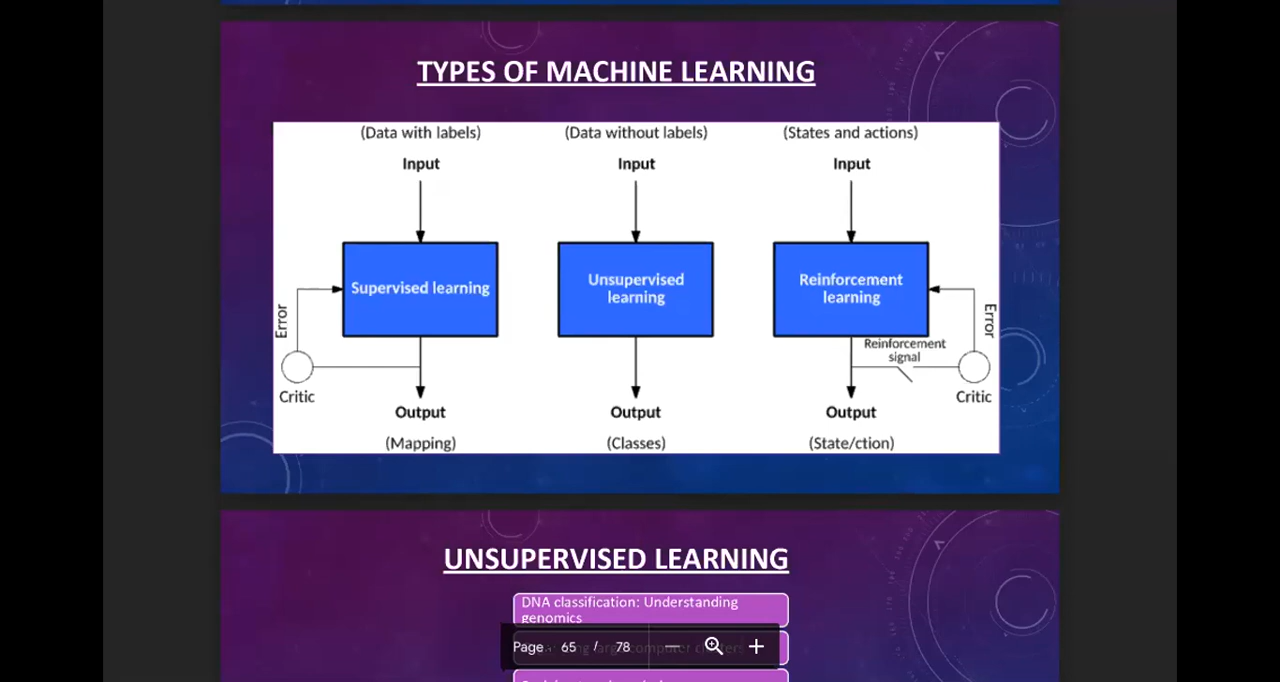 TYPES OF MACHINE LEARNING
(Data with labels)
(Data without labels)
(States and actions)
Input
Input
Input
Supervised learning
Unsupervised
learning
Reinforcement
learning
Error
Error
Reinforcement
signal
Critic
Critic
Output
Output
Output
(Mapping)
(Classes)
(State/ction)
UNSUPERVISED LEARNING
DNA classification: Understanding
genomics
Page 65 / 78